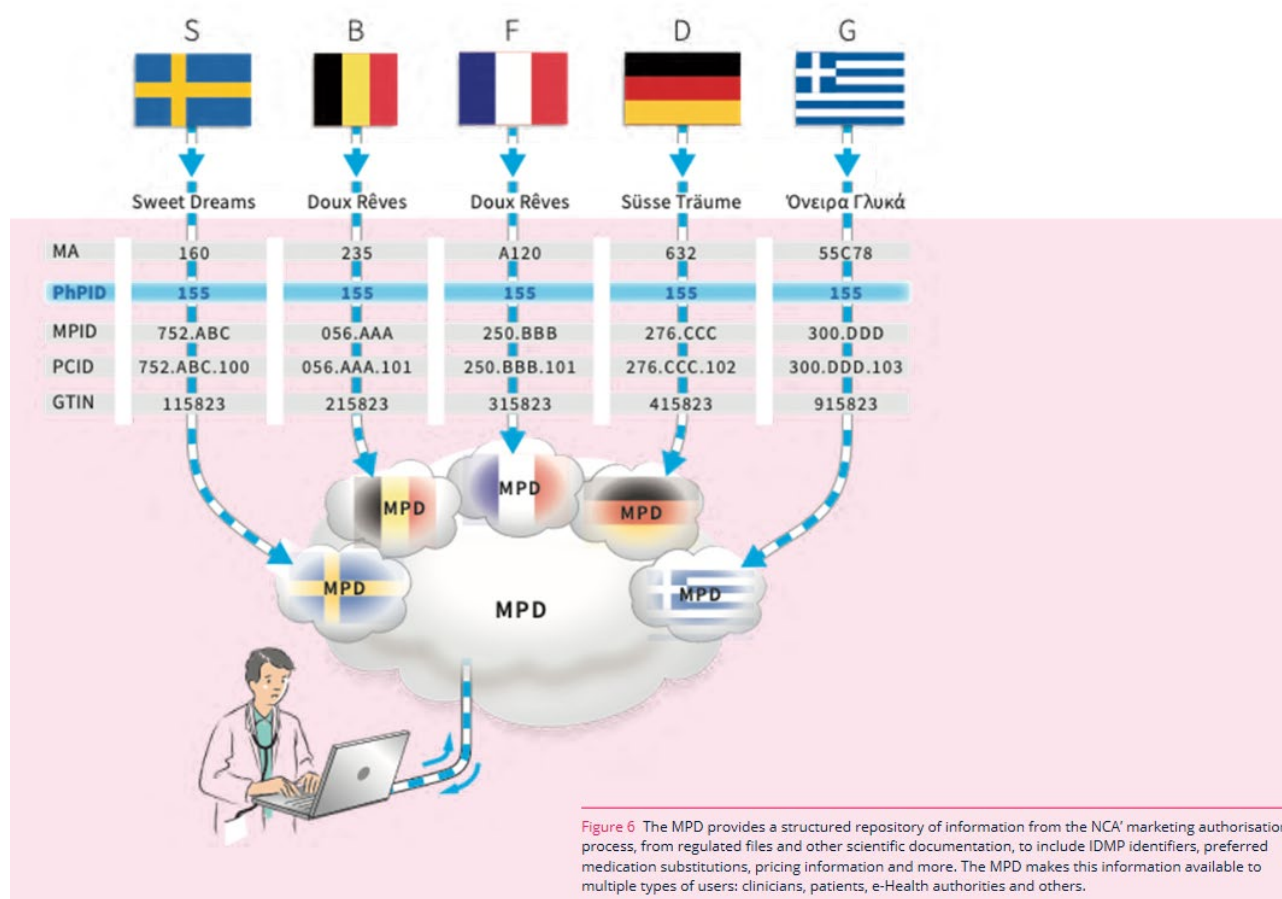 S B F D G
Sweet Dreams Doux Rêves Doux Rêves Süsse Träume Όνειρα Γλυκά
MA 160 235 A120 632 55C78
PhPID 155 155 155 155 155
MPID 752.ABC 056.AAA 250.BBB 276.CCC 300.DDD
PCID 752.ABC.100 056.AAA.101 250.BBB.101 276.CCC.102 300.DDD.103
GTIN 115823 215823 315823 415823 915823
MPD
MPD
MPD
MPD
MPD
MPD
Figure 6 The MPD provides a structured repository of information from the NCA’ marketing authorisation
process, from regulated files and other scientific documentation, to include IDMP identifiers, preferred
medication substitutions, pricing information and more. The MPD makes this information available to
multiple types of users: clinicians, patients, e-Health authorities and others.